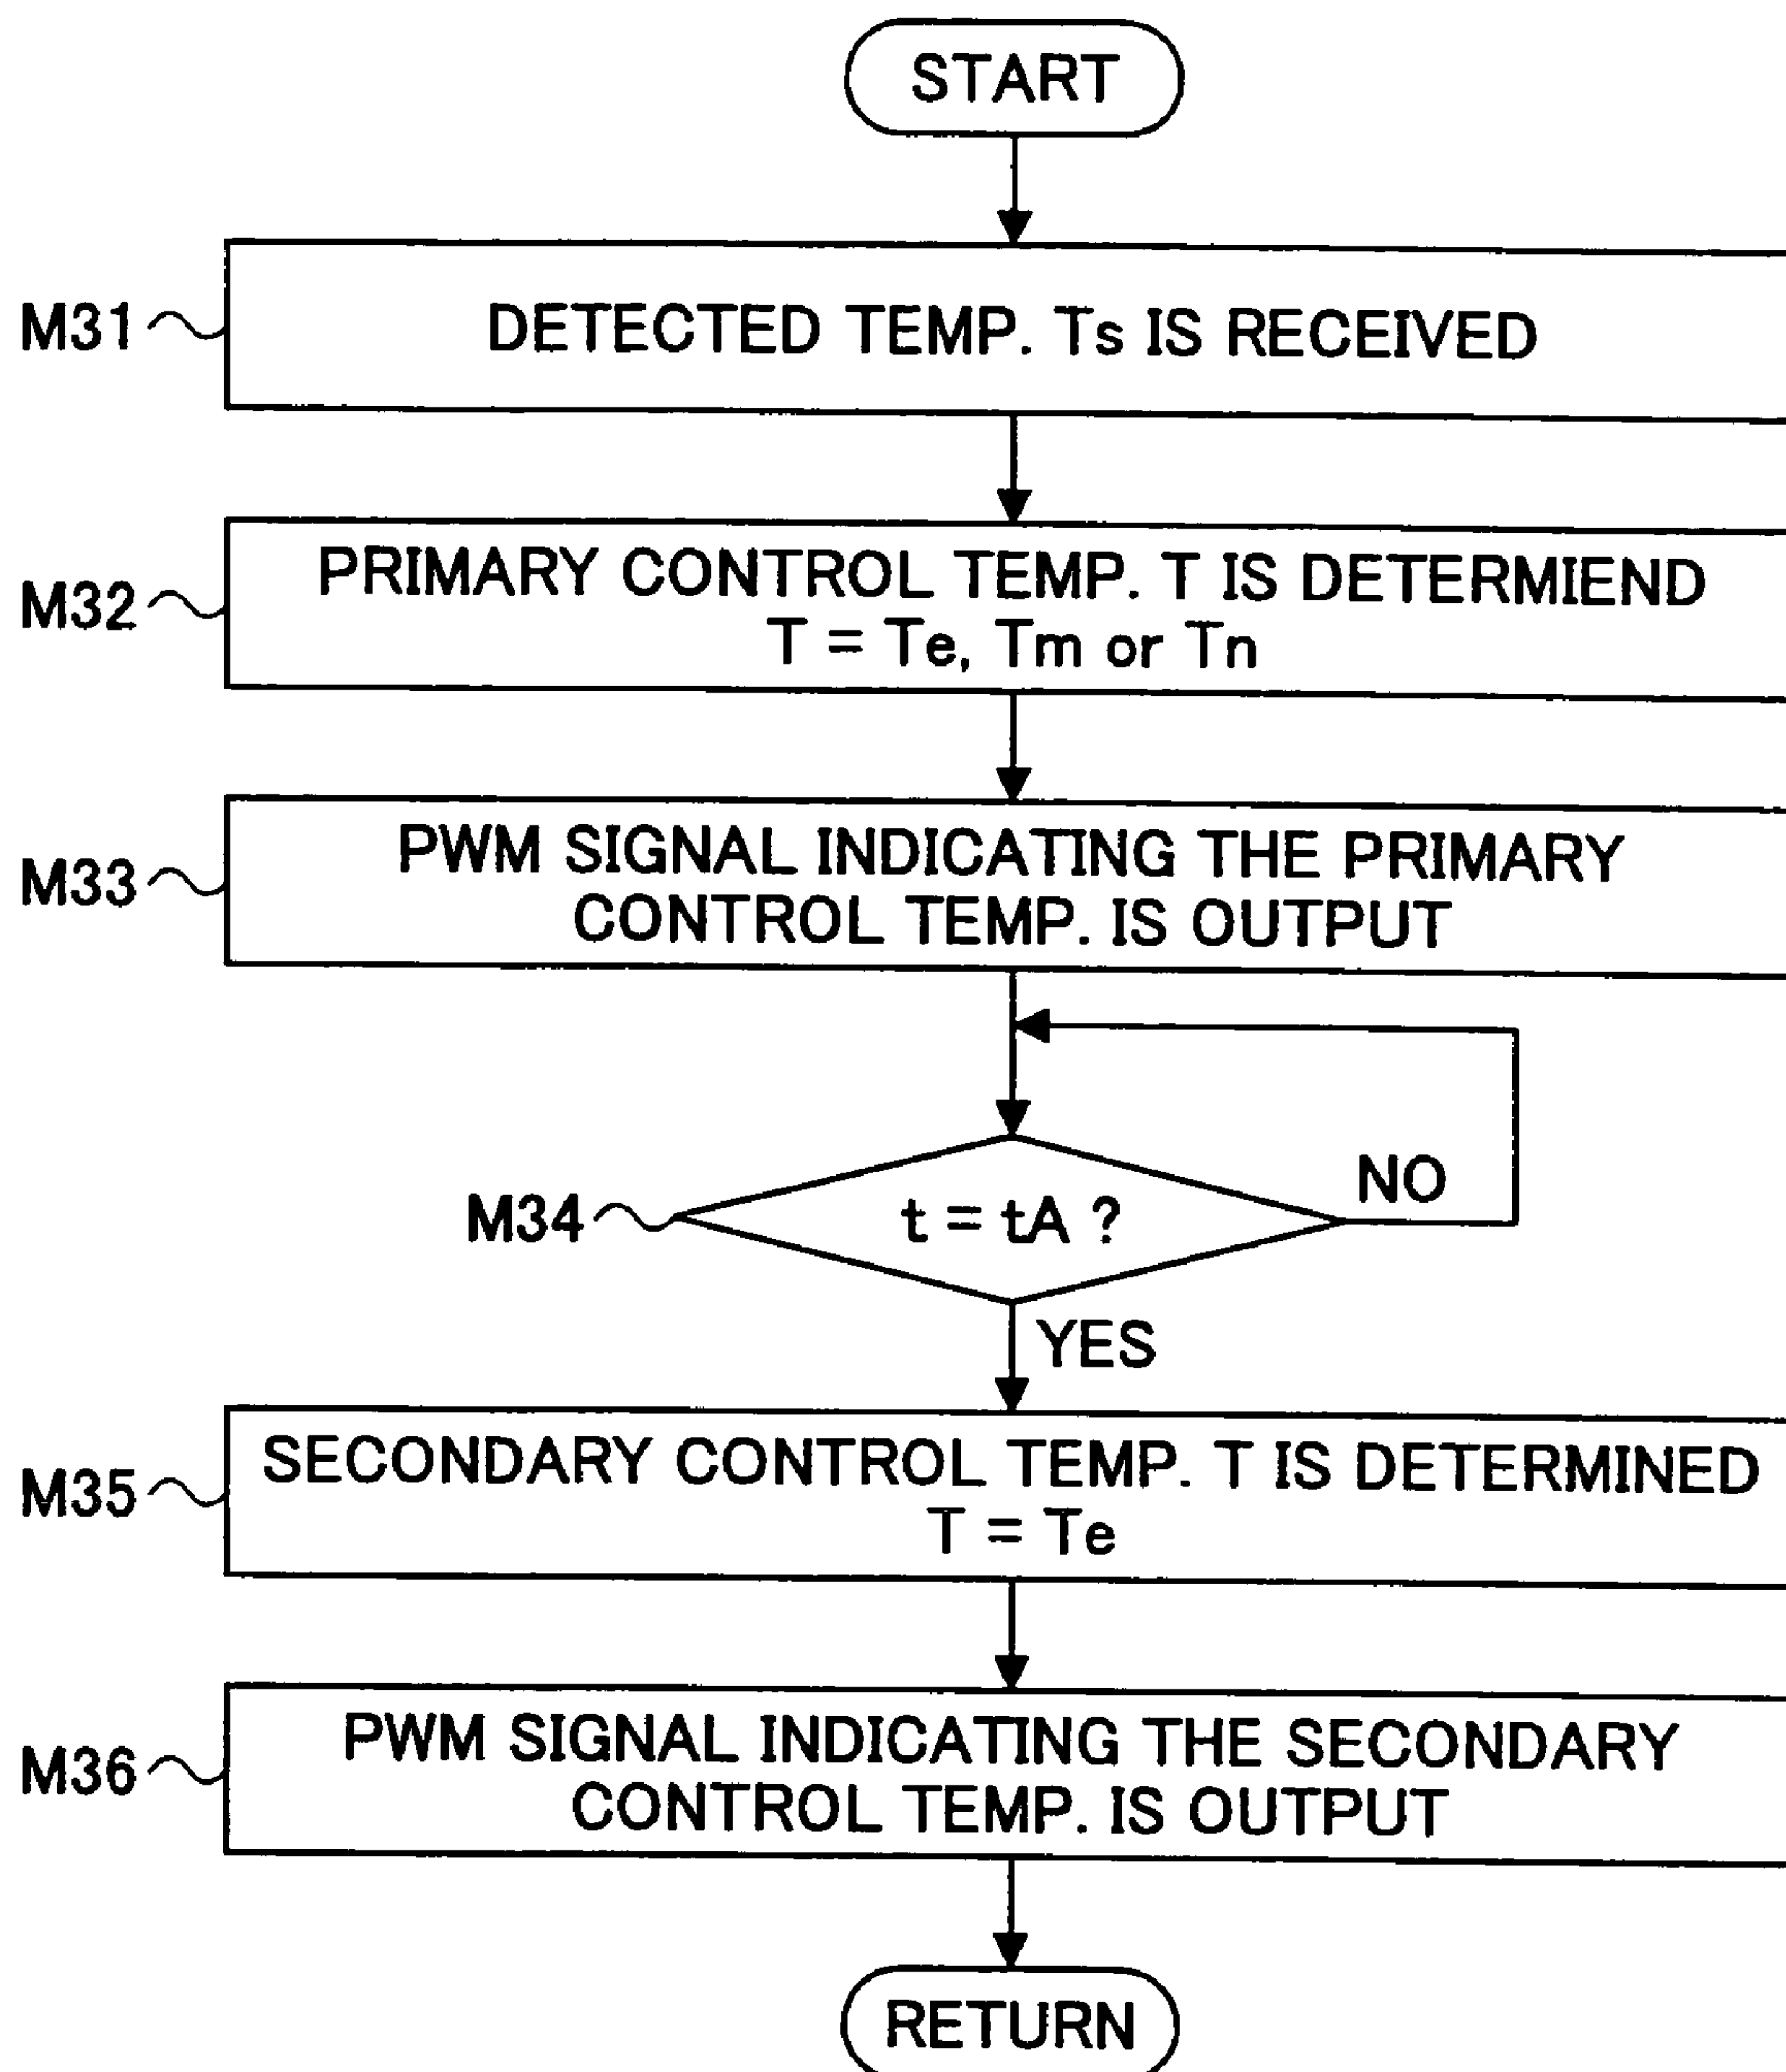 START
M31
DETECTED TEMP. Ts IS RECEIVED
M32
PRIMARY CONTROL TEMP. T IS DETERMIEND
T = Te, Tm or Tn
M33
PWM SIGNAL INDICATING THE PRIMARY
CONTROL TEMP. IS OUTPUT
M34
t = tA ?
NO
YES
M35
SECONDARY CONTROL TEMP. T IS DETERMINED
T = Te
M36
PWM SIGNAL INDICATING THE SECONDARY
CONTROL TEMP. IS OUTPUT
RETURN